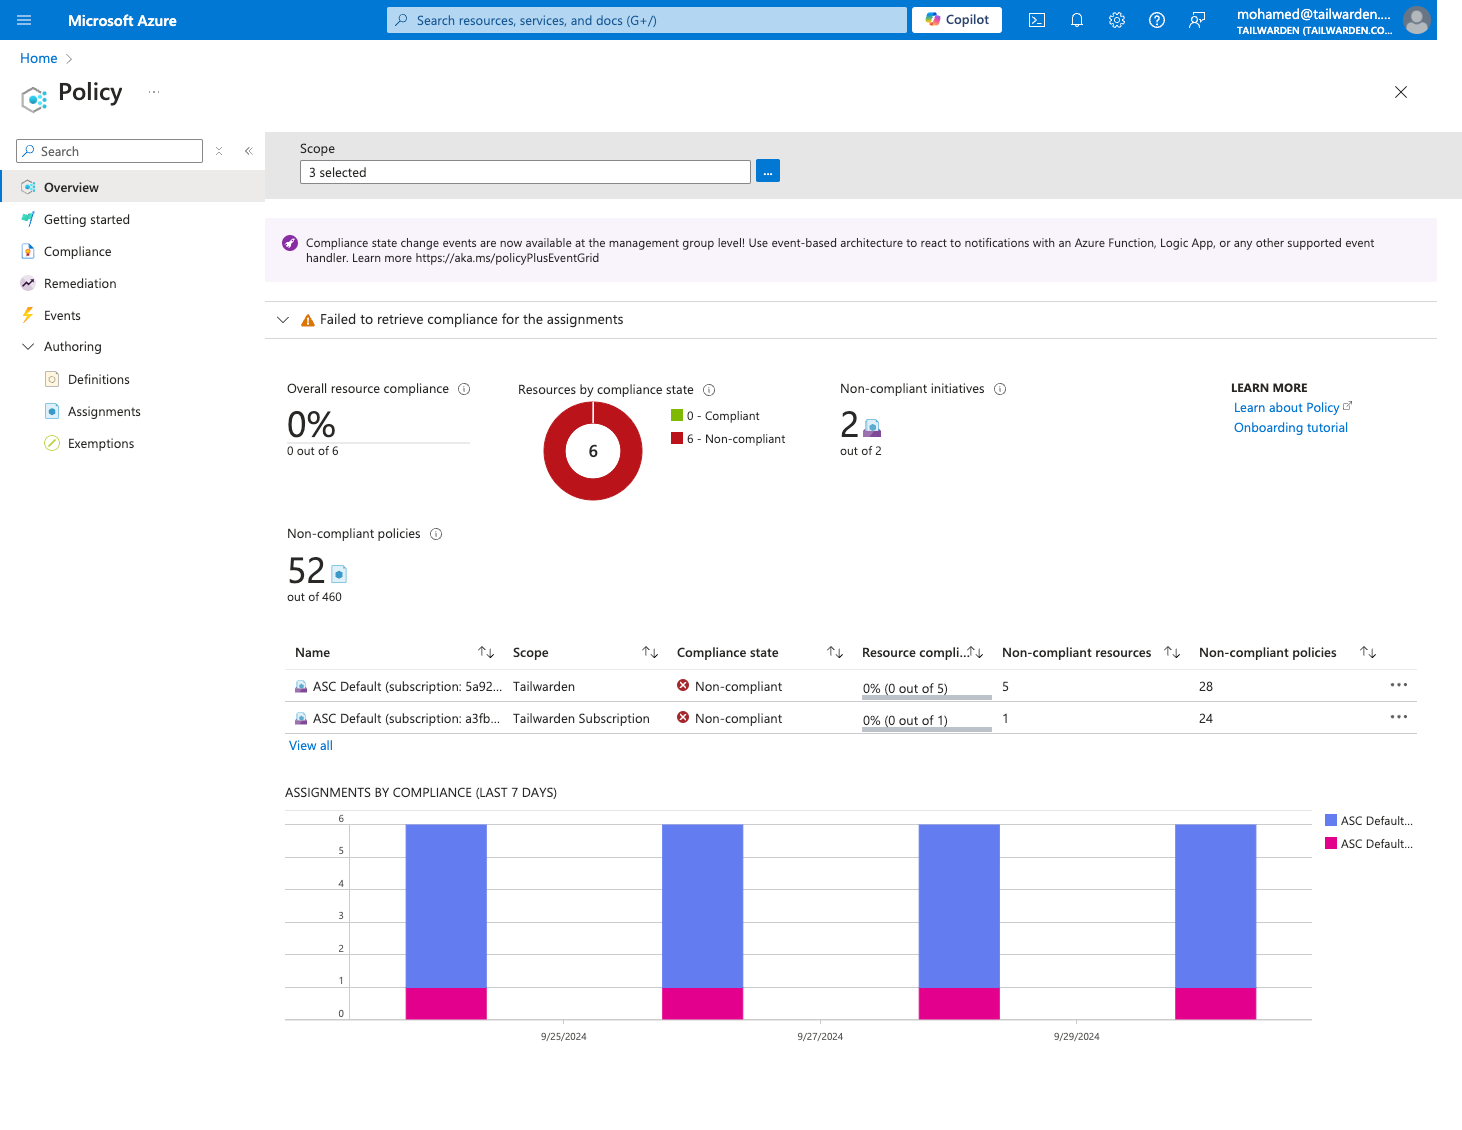 Microsoft Azure
Search resources, services, and docs (G+/)
Copilot
mohamed@tailwarden....
TAILWARDEN (TAILWARDEN.CO...
Home
Policy
...
Search
Overview
Getting started
Compliance
Remediation
Events
Authoring
Definitions
Assignments
Exemptions
Scope
3 selected
...
Compliance state change events are now available at the management group level! Use event-based architecture to react to notifications with an Azure Function, Logic App, or any other supported event
handler. Learn more https://aka.ms/policyPlusEventGrid
Failed to retrieve compliance for the assignments
Overall resource compliance
0%
0 out of 6
Resources by compliance state
6
0 - Compliant
6 - Non-compliant
Non-compliant initiatives
2
out of 2
LEARN MORE
Learn about Policy
Onboarding tutorial
Non-compliant policies
52
out of 460
Name Scope Compliance state Resource compli... Non-compliant resources Non-compliant policies
ASC Default (subscription: 5a92... Tailwarden Non-compliant 0% (0 out of 5) 5 28
ASC Default (subscription: a3fb... Tailwarden Subscription Non-compliant 0% (0 out of 1) 1 24
View all
ASSIGNMENTS BY COMPLIANCE (LAST 7 DAYS)
6
5
4
3
2
1
0
9/25/2024 9/27/2024 9/29/2024
ASC Default...
ASC Default...